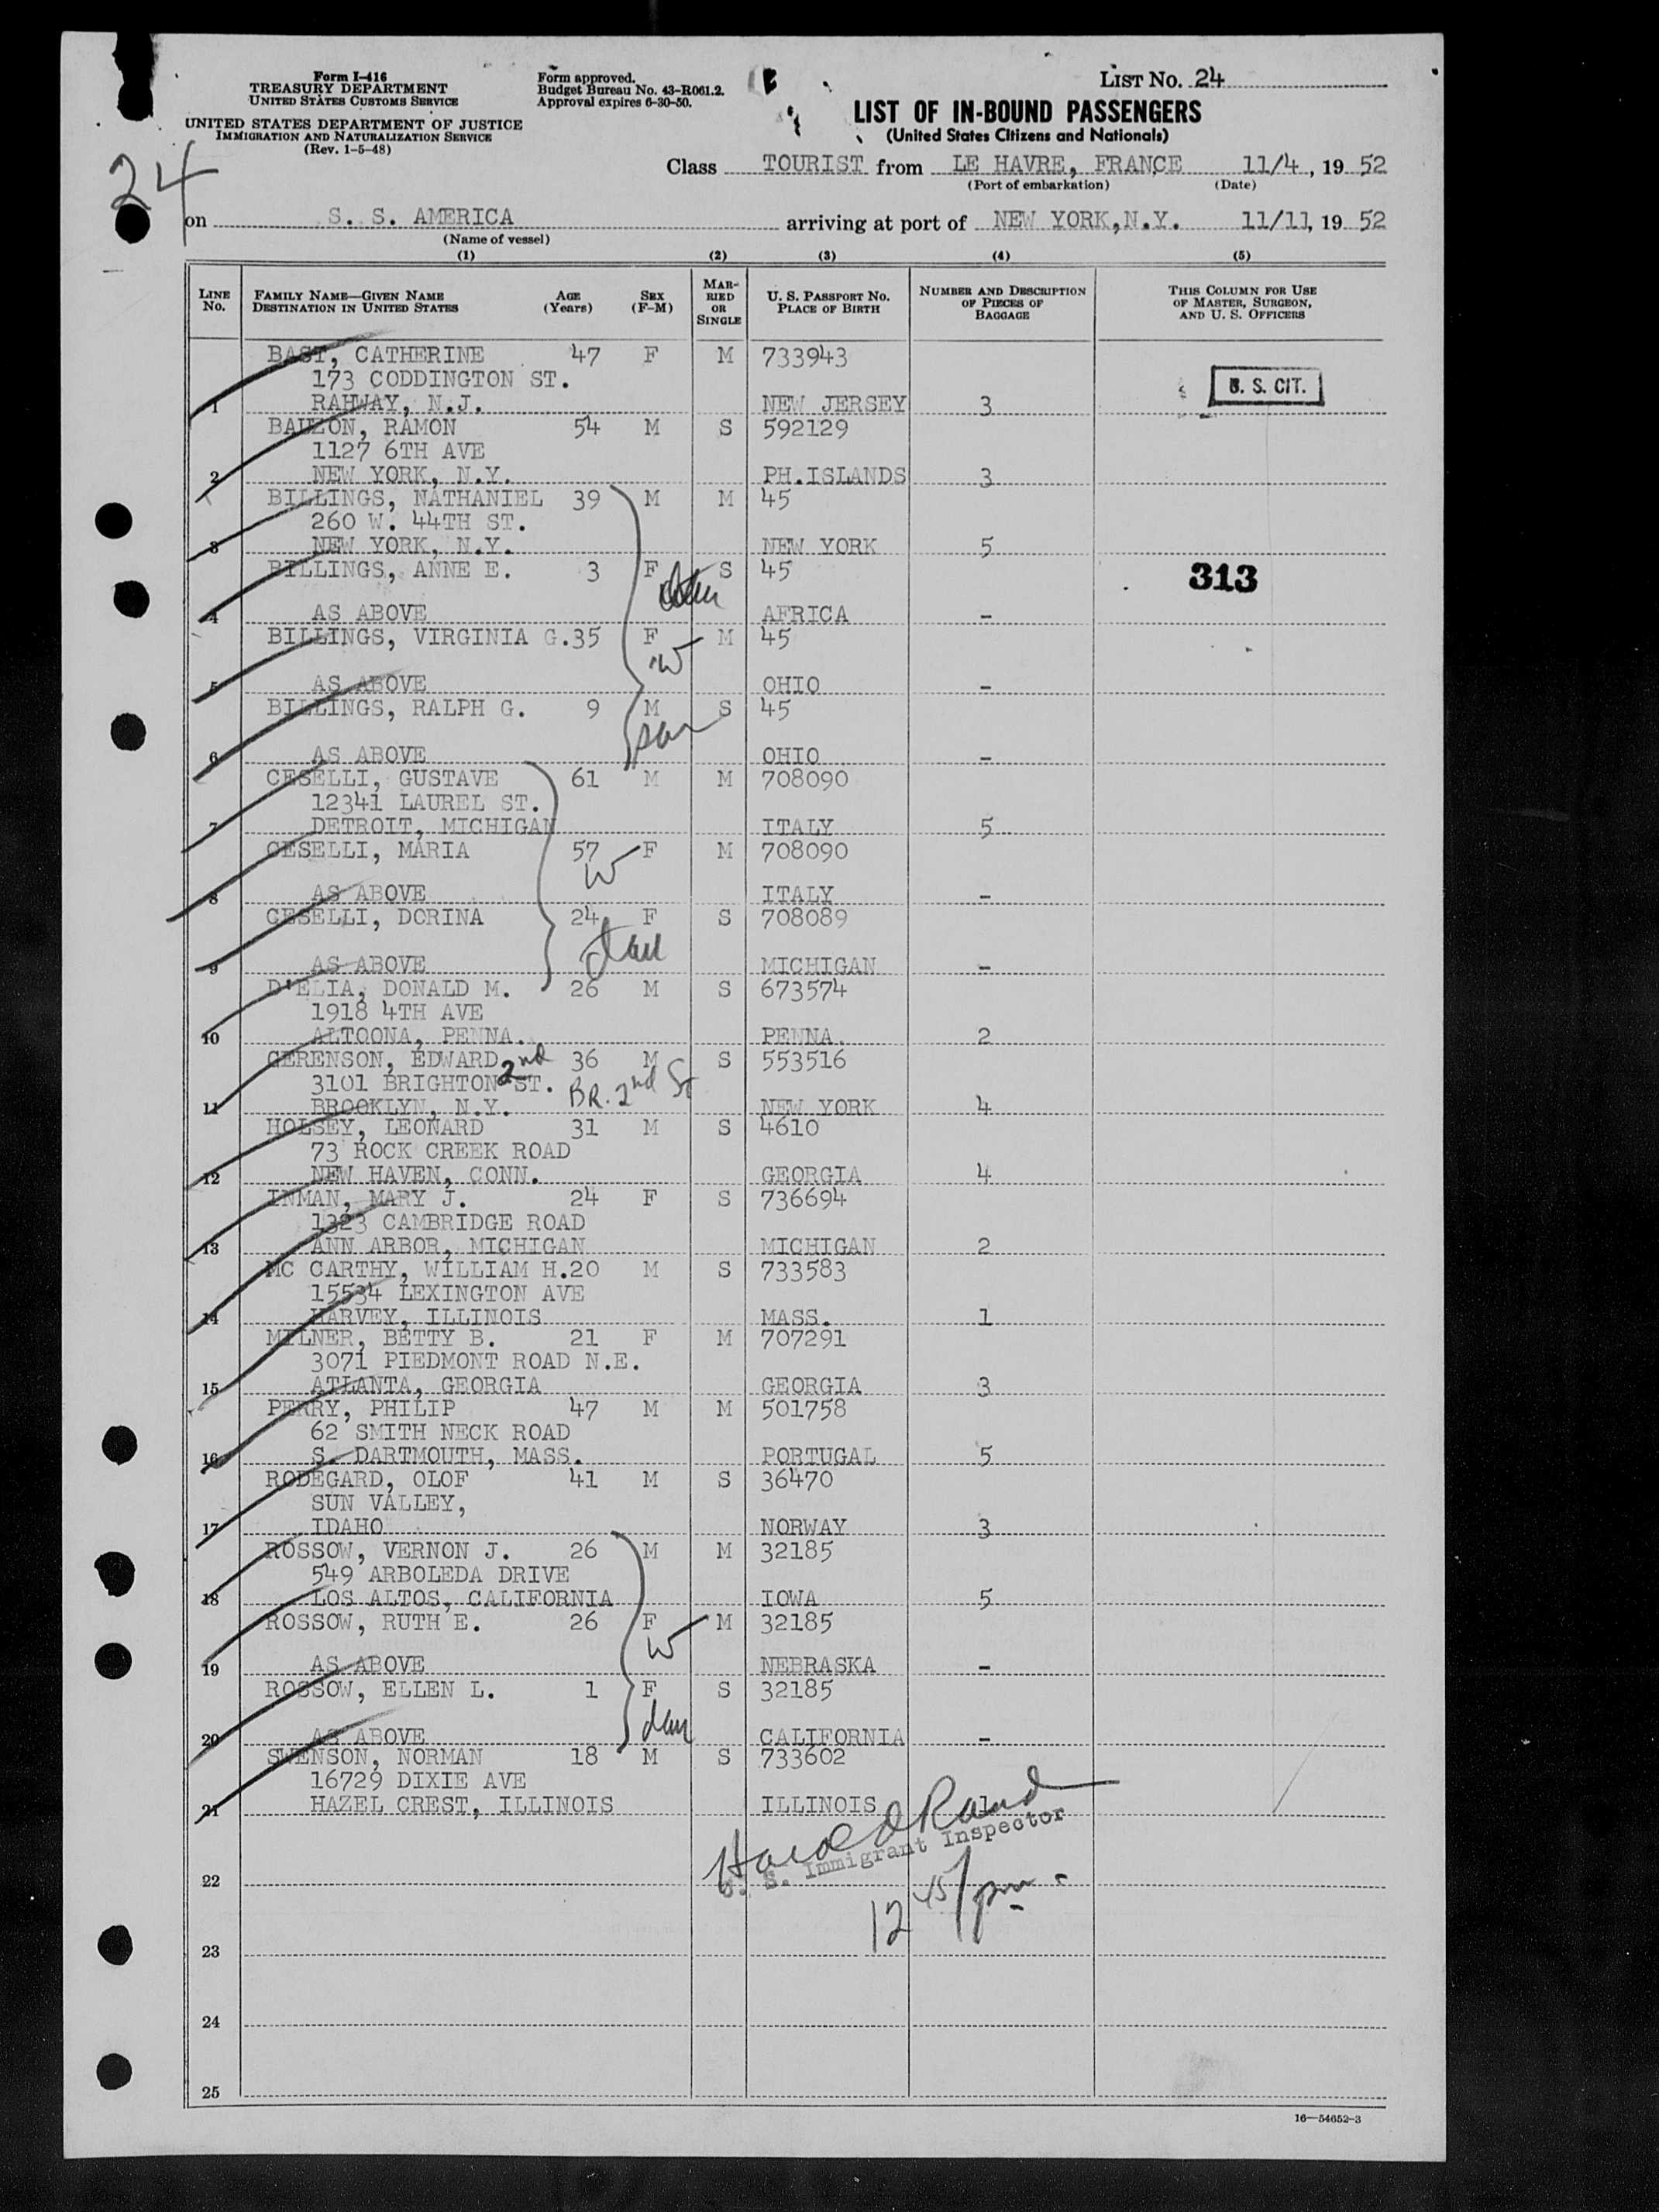 Form I-416
TREASURY DEPARTMENT
UNITED STATES CUSTOMS SERVICE
UNITED STATES DEPARTMENT OF JUSTICE
IMMIGRATION AND NATURALIZATION SERVICE
(Rev. 1-5-48)
Form approved.
Budget Bureau No. 43-R061.2.
Approval expires 6-30-50.
LIST No. 24
LIST OF IN-BOUND PASSENGERS
(United States Citizens and Nationals)
24
Class TOURIST from LE HAVRE, FRANCE 11/4, 19 52
(Port of embarkation) (Date)
on S. S. AMERICA arriving at port of NEW YORK, N.Y. 11/11, 19 52
(Name of vessel)
(1) (2) (3) (4) (5)
LINE No. FAMILY NAME—GIVEN NAME DESTINATION IN UNITED STATES AGE (Years) SEX (F-M) MARRIED OR SINGLE U. S. PASSPORT No. PLACE OF BIRTH NUMBER AND DESCRIPTION OF PIECES OF BAGGAGE THIS COLUMN FOR USE OF MASTER, SURGEON, AND U. S. OFFICERS
BAST, CATHERINE 47 F M 733943
173 CODDINGTON ST. U. S. CIT.
1 RAHWAY, N.J. NEW JERSEY 3
BAUZON, RAMON 54 M S 592129
1127 6TH AVE
2 NEW YORK, N.Y. PH.ISLANDS 3
BILLINGS, NATHANIEL 39 M M 45
260 W. 44TH ST.
3 NEW YORK, N.Y. NEW YORK 5
BILLINGS, ANNE E. 3 F S 45 313
4 AS ABOVE AFRICA -
BILLINGS, VIRGINIA G. 35 F M 45
W
5 AS ABOVE OHIO -
BILLINGS, RALPH G. 9 M S 45
son
6 AS ABOVE OHIO -
CESELLI, GUSTAVE 61 M M 708090
12341 LAUREL ST.
7 DETROIT, MICHIGAN ITALY 5
CESELLI, MARIA 57 F M 708090
W
8 AS ABOVE ITALY -
CESELLI, DORINA 24 F S 708089
dau
9 AS ABOVE MICHIGAN -
D'ELIA, DONALD M. 26 M S 673574
1918 4TH AVE
10 ALTOONA, PENNA. PENNA. 2
GERENSON, EDWARD 36 M S 553516
3101 BRIGHTON 2nd ST. BR. 2nd St
11 BROOKLYN, N.Y. NEW YORK 4
HOLSEY, LEONARD 31 M S 4610
73 ROCK CREEK ROAD
12 NEW HAVEN, CONN. GEORGIA 4
INMAN, MARY J. 24 F S 736694
1323 CAMBRIDGE ROAD
13 ANN ARBOR, MICHIGAN MICHIGAN 2
MC CARTHY, WILLIAM H. 20 M S 733583
15534 LEXINGTON AVE
14 HARVEY, ILLINOIS MASS. 1
MILNER, BETTY B. 21 F M 707291
3071 PIEDMONT ROAD N.E.
15 ATLANTA, GEORGIA GEORGIA 3
PERRY, PHILIP 47 M M 501758
62 SMITH NECK ROAD
16 S. DARTMOUTH, MASS. PORTUGAL 5
RODEGARD, OLOF 41 M S 36470
SUN VALLEY,
17 IDAHO NORWAY 3
ROSSOW, VERNON J. 26 M M 32185
549 ARBOLEDA DRIVE
18 LOS ALTOS, CALIFORNIA IOWA 5
ROSSOW, RUTH E. 26 F M 32185
W
19 AS ABOVE NEBRASKA -
ROSSOW, ELLEN L. 1 F S 32185
dau
20 AS ABOVE CALIFORNIA -
SWENSON, NORMAN 18 M S 733602
16729 DIXIE AVE
21 HAZEL CREST, ILLINOIS ILLINOIS 1
Harold Rand
U. S. Immigrant Inspector
22
12 45/pm.
23
24
25
16—54652-3